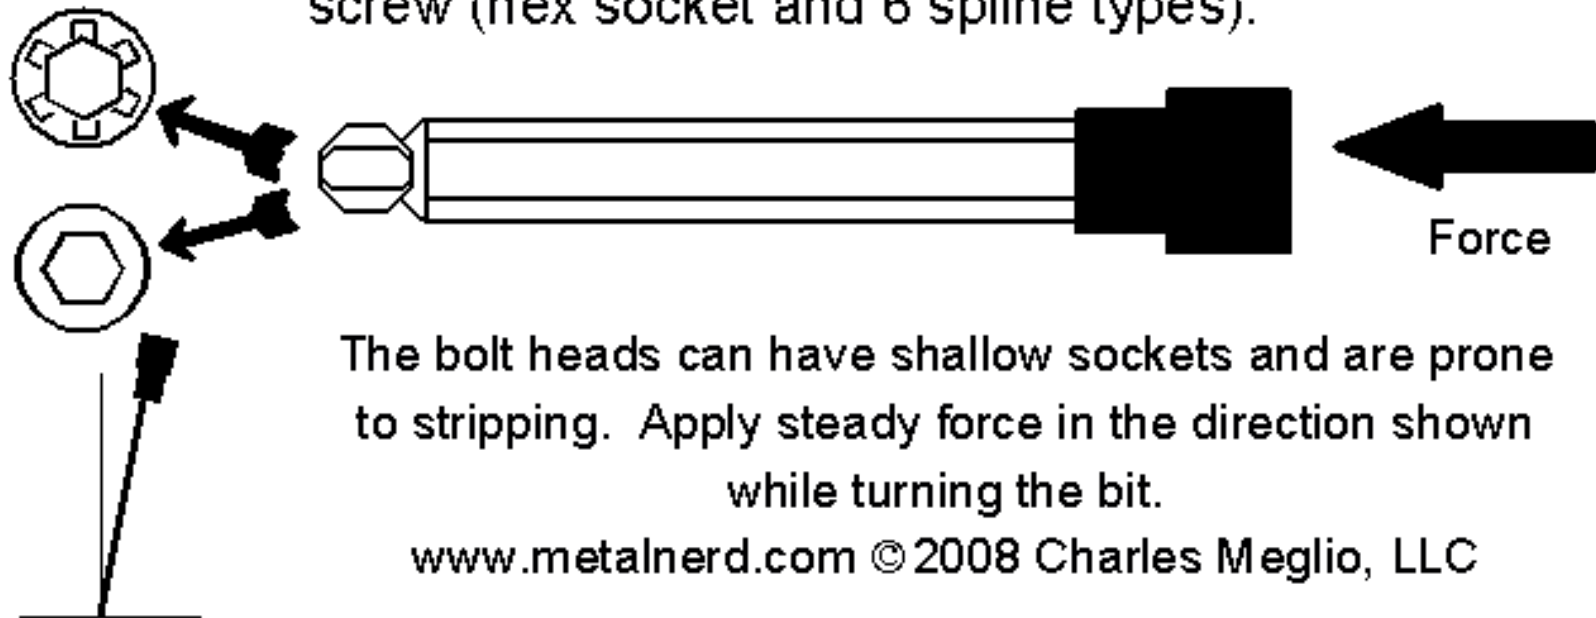 screw (hex socket and 6 spline types).
Force
The bolt heads can have shallow sockets and are prone
to stripping.  Apply steady force in the direction shown
while turning the bit.
www.metalnerd.com ©2008 Charles Meglio, LLC